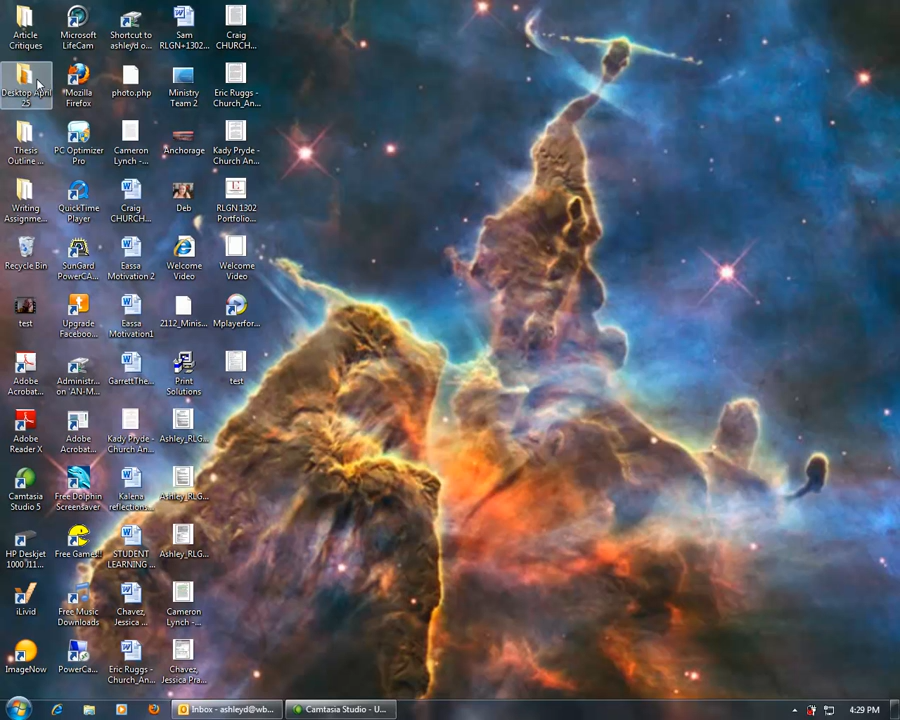 Article
Critiques
Microsoft
LifeCam
Shortcut to
ashleyd o...
Sam
RLGN+1302...
Craig
CHURCH...
Desktop April
25
Mozilla
Firefox
photo.php
Ministry
Team 2
Eric Ruggs -
Church_An...
Thesis
Outline ...
PC Optimizer
Pro
Cameron
Lynch -...
Anchorage
Kady Pryde -
Church An...
Writing
Assignme...
QuickTime
Player
Craig
CHURCH...
Deb
RLGN 1302
Portfolio...
Recycle Bin
SunGard
PowerCA...
Eassa
Motivation 2
Welcome
Video
Welcome
Video
test
Upgrade
Faceboo...
Eassa
Motivation1
2112_Minis...
Mplayerfor...
Adobe
Acrobat...
Administr...
on 'AN-M...
GarrettThe...
Print
Solutions
test
Adobe
Reader X
Adobe
Acrobat...
Kady Pryde -
Church An...
Ashley_RLG...
Camtasia
Studio 5
Free Dolphin
Screensaver
Kalena
reflections...
Ashley_RLG...
HP Deskjet
1000 J11...
Free Games!!
STUDENT
LEARNING ...
Ashley_RLG...
iLivid
Free Music
Downloads
Chavez,
Jessica ...
Cameron
Lynch -...
ImageNow
PowerCa...
Eric Ruggs -
Church_An...
Chavez,
Jessica Pra...
Inbox - ashleyd@wb...
Camtasia Studio - U...
4:29 PM